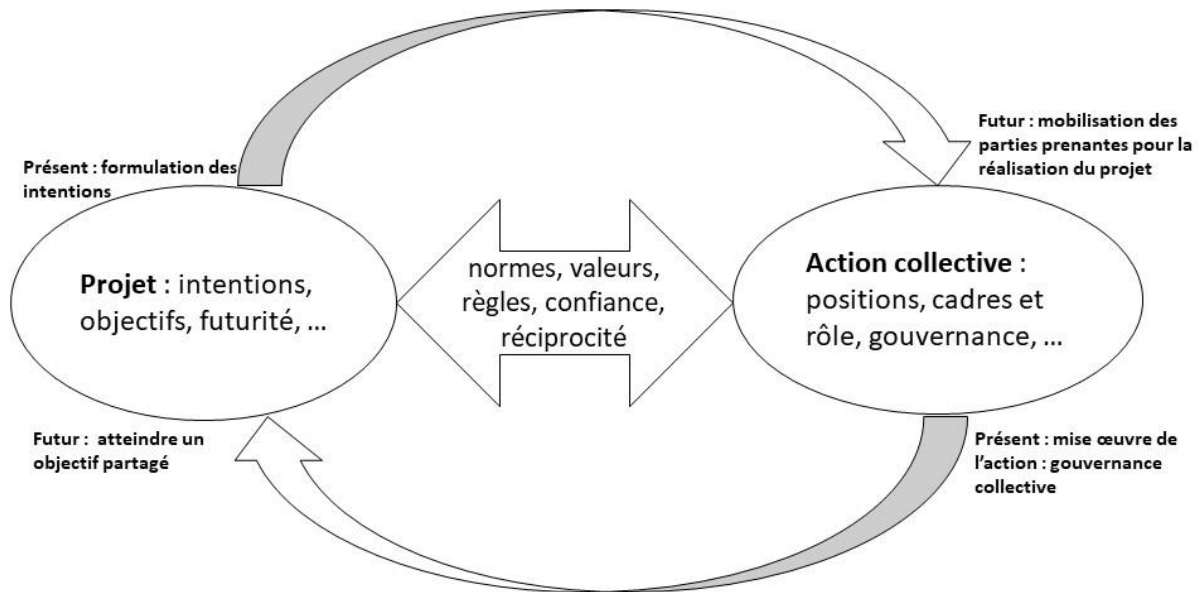 Présent : formulation des
intentions
Futur : mobilisation des
parties prenantes pour la
réalisation du projet
Projet : intentions,
objectifs, futurité, ...
normes, valeurs,
règles, confiance,
réciprocité
Action collective :
positions, cadres et
rôle, gouvernance, ...
Futur : atteindre un
objectif partagé
Présent : mise œuvre de
l'action : gouvernance
collective